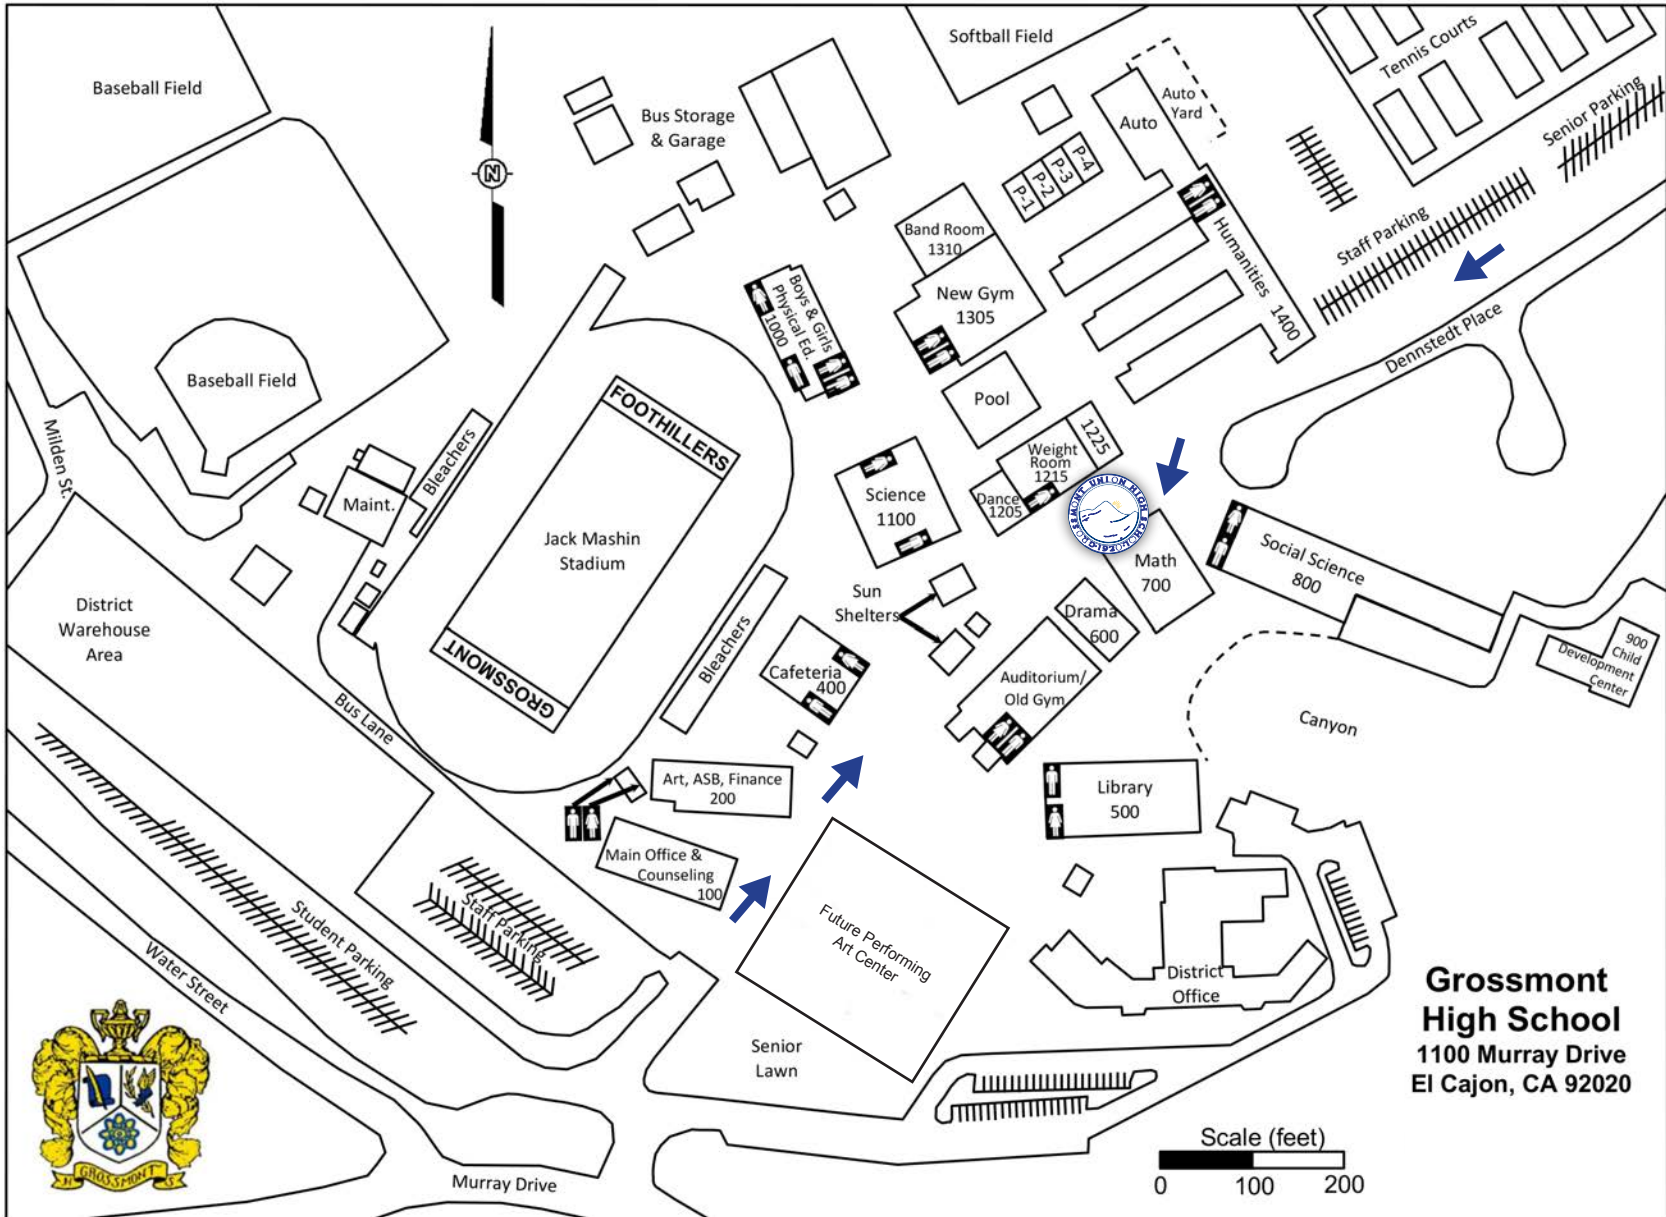 Baseball Field
Softball Field
Tennis Courts
Senior Parking
Auto
Yard
Auto
Bus Storage
& Garage
P-1
P-2
P-3
P-4
N
Staff Parking
Humanities 1400
Band Room
1310
New Gym
1305
Boys & Girls
Physical Ed.
1000
Dennstedt Place
Baseball Field
Pool
FOOTHILLERS
Milden St.
Bleachers
Maint.
1225
Weight
Room
1215
Dance
1205
Science
1100
GROSSMONT UNION HIGH SCHOOL
1920
Jack Mashin
Stadium
Math
700
Social Science
800
Sun
Shelters
Drama
600
District
Warehouse
Area
Bleachers
GROSSMONT
Cafeteria
400
Auditorium/
Old Gym
900
Child
Development
Center
Bus Lane
Canyon
Art, ASB, Finance
200
Library
500
Main Office &
Counseling
100
Staff Parking
Student Parking
Future Performing
Art Center
Water Street
District
Office
Senior
Lawn
Grossmont
High School
1100 Murray Drive
El Cajon, CA 92020
Scale (feet)
0 100 200
H GROSSMONT S
Murray Drive